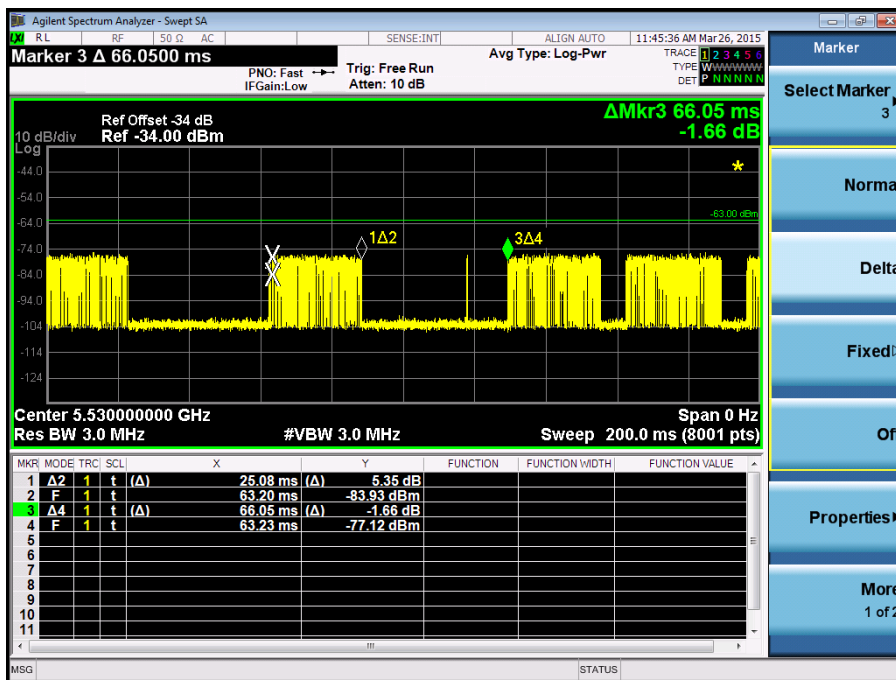 Agilent Spectrum Analyzer - Swept SA
LXI RL RF 50 Ω AC SENSE:INT ALIGN AUTO 11:45:36 AM Mar 26, 2015
Marker 3 Δ 66.0500 ms
PNO: Fast
IFGain:Low
Trig: Free Run
Atten: 10 dB
Avg Type: Log-Pwr
TRACE 1 2 3 4 5 6
TYPE WWWWWW
DET P N N N N N
ΔMkr3 66.05 ms
-1.66 dB
Ref Offset -34 dB
10 dB/div Ref -34.00 dBm
Log
-44.0
-54.0
-63.00 dBm
-64.0
1Δ2
3Δ4
-74.0
-84.0
-94.0
-104
-114
-124
Center 5.530000000 GHz Span 0 Hz
Res BW 3.0 MHz #VBW 3.0 MHz Sweep 200.0 ms (8001 pts)
MKR MODE TRC SCL X Y FUNCTION FUNCTION WIDTH FUNCTION VALUE
1 Δ2 1 t (Δ) 25.08 ms (Δ) 5.35 dB
2 F 1 t 63.20 ms -83.93 dBm
3 Δ4 1 t (Δ) 66.05 ms (Δ) -1.66 dB
4 F 1 t 63.23 ms -77.12 dBm
5
6
7
8
9
10
11
MSG STATUS
Marker
Select Marker
3
Norma
Delta
Fixed
Of
Properties
More
1 of 2